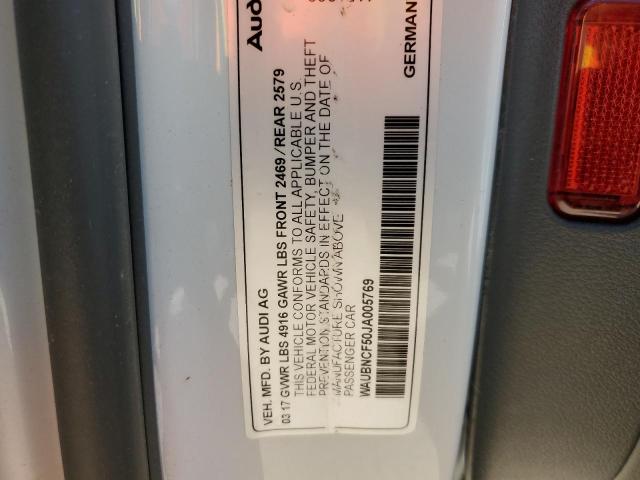 Audi
GERMANY
VEH. MFD. BY AUDI AG
03 17 GVWR LBS 4916 GAWR LBS FRONT 2469 / REAR 2579
THIS VEHICLE CONFORMS TO ALL APPLICABLE U.S.
FEDERAL MOTOR VEHICLE SAFETY, BUMPER AND THEFT
PREVENTION STANDARDS IN EFFECT ON THE DATE OF
MANUFACTURE SHOWN ABOVE
PASSENGER CAR
WAUBNCF50JA005769